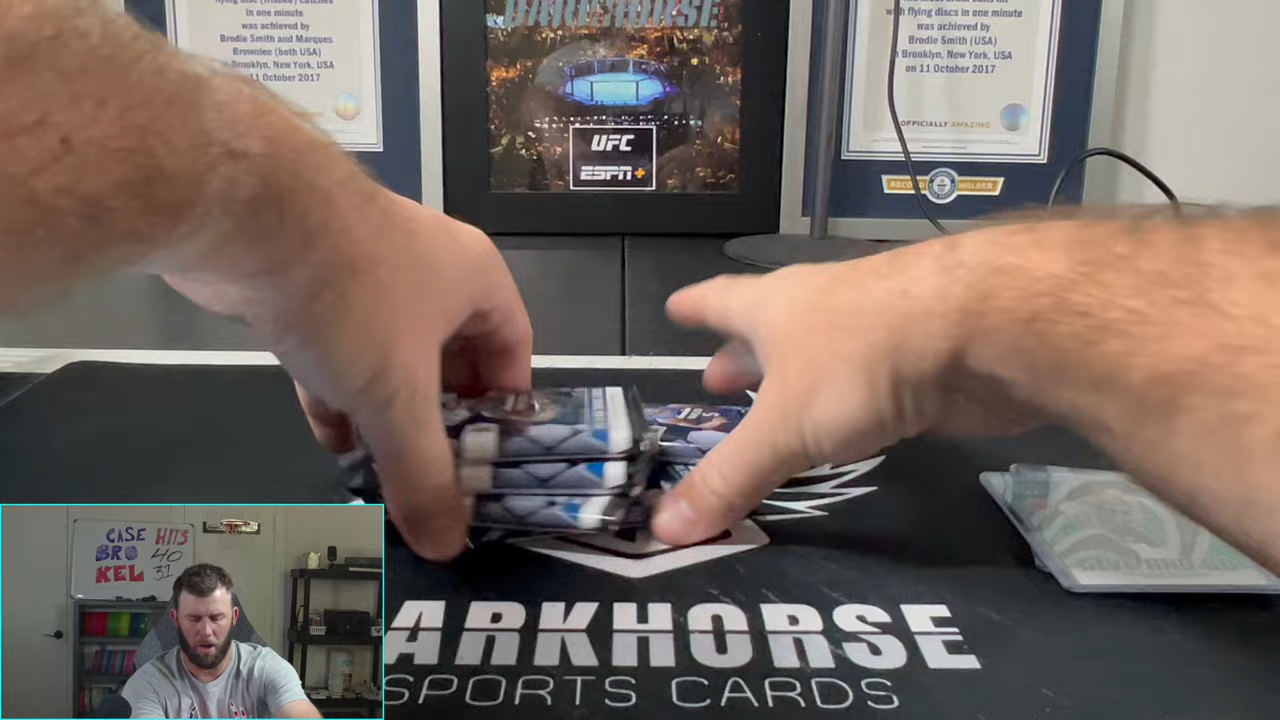 flying disc (frisbee) catches
in one minute
was achieved by
Brodie Smith and Marques
Brownlee (both USA)
Brooklyn, New York, USA
11 October 2017
DARKHORSE
UFC
ESPN+
with flying discs in one minute
was achieved by
Brodie Smith (USA)
Brooklyn, New York, USA
on 11 October 2017
OFFICIALLY AMAZING
RECORD HOLDER
GIVE AND GO
CASE HITS
BRO 40
KEL 31
ARKHORSE
SPORTS CARDS